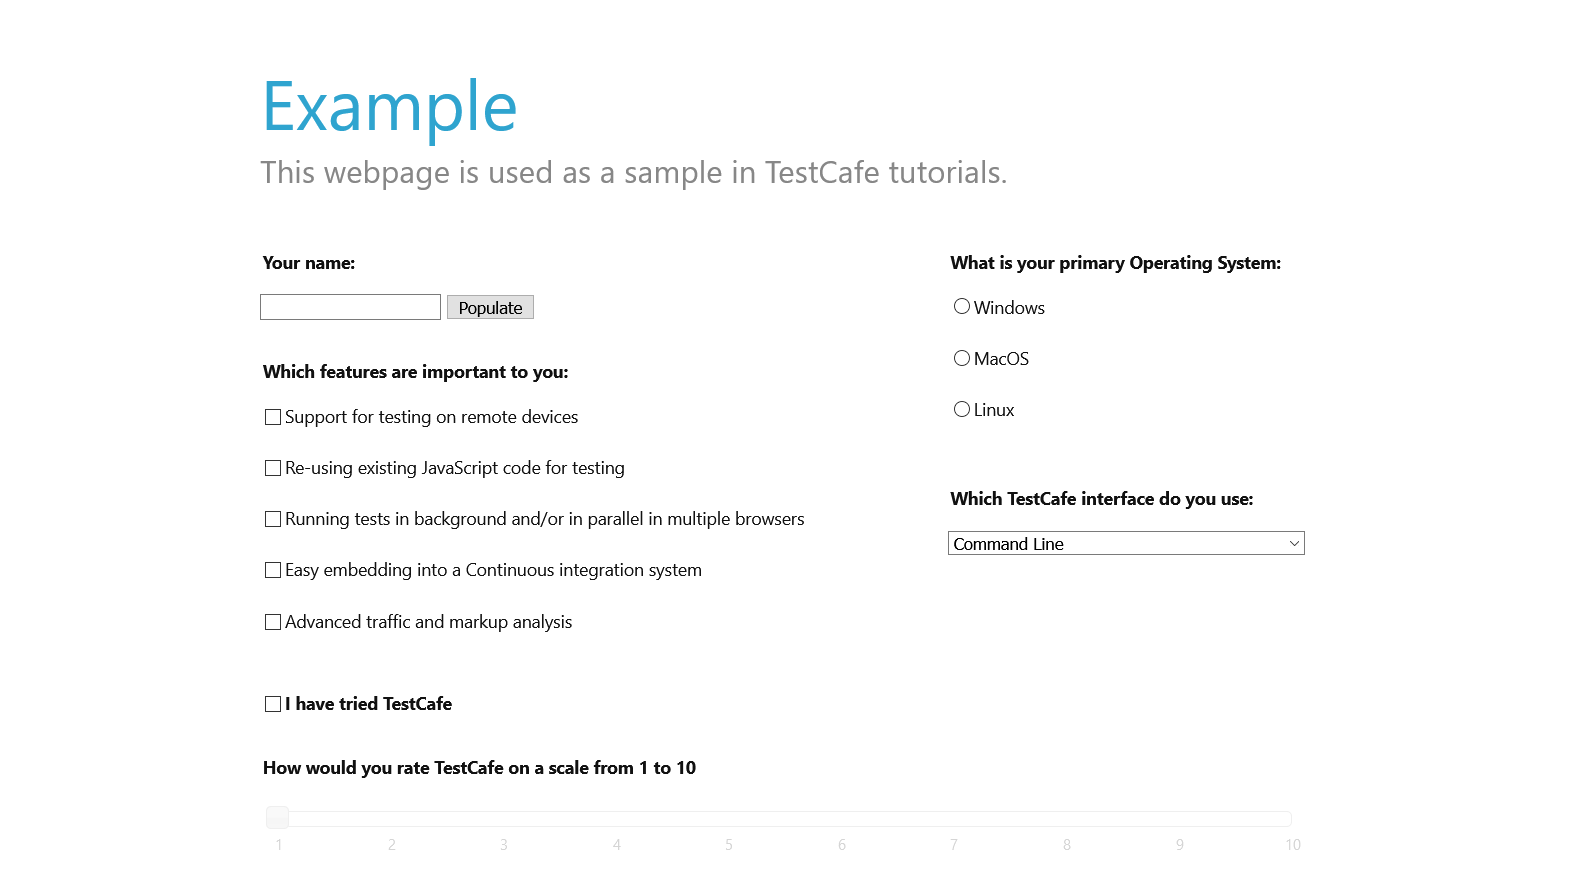 Example
This webpage is used as a sample in TestCafe tutorials.
Your name:
Populate
Which features are important to you:
Support for testing on remote devices
Re-using existing JavaScript code for testing
Running tests in background and/or in parallel in multiple browsers
Easy embedding into a Continuous integration system
Advanced traffic and markup analysis
I have tried TestCafe
How would you rate TestCafe on a scale from 1 to 10
1 2 3 4 5 6 7 8 9 10
What is your primary Operating System:
Windows
MacOS
Linux
Which TestCafe interface do you use:
Command Line